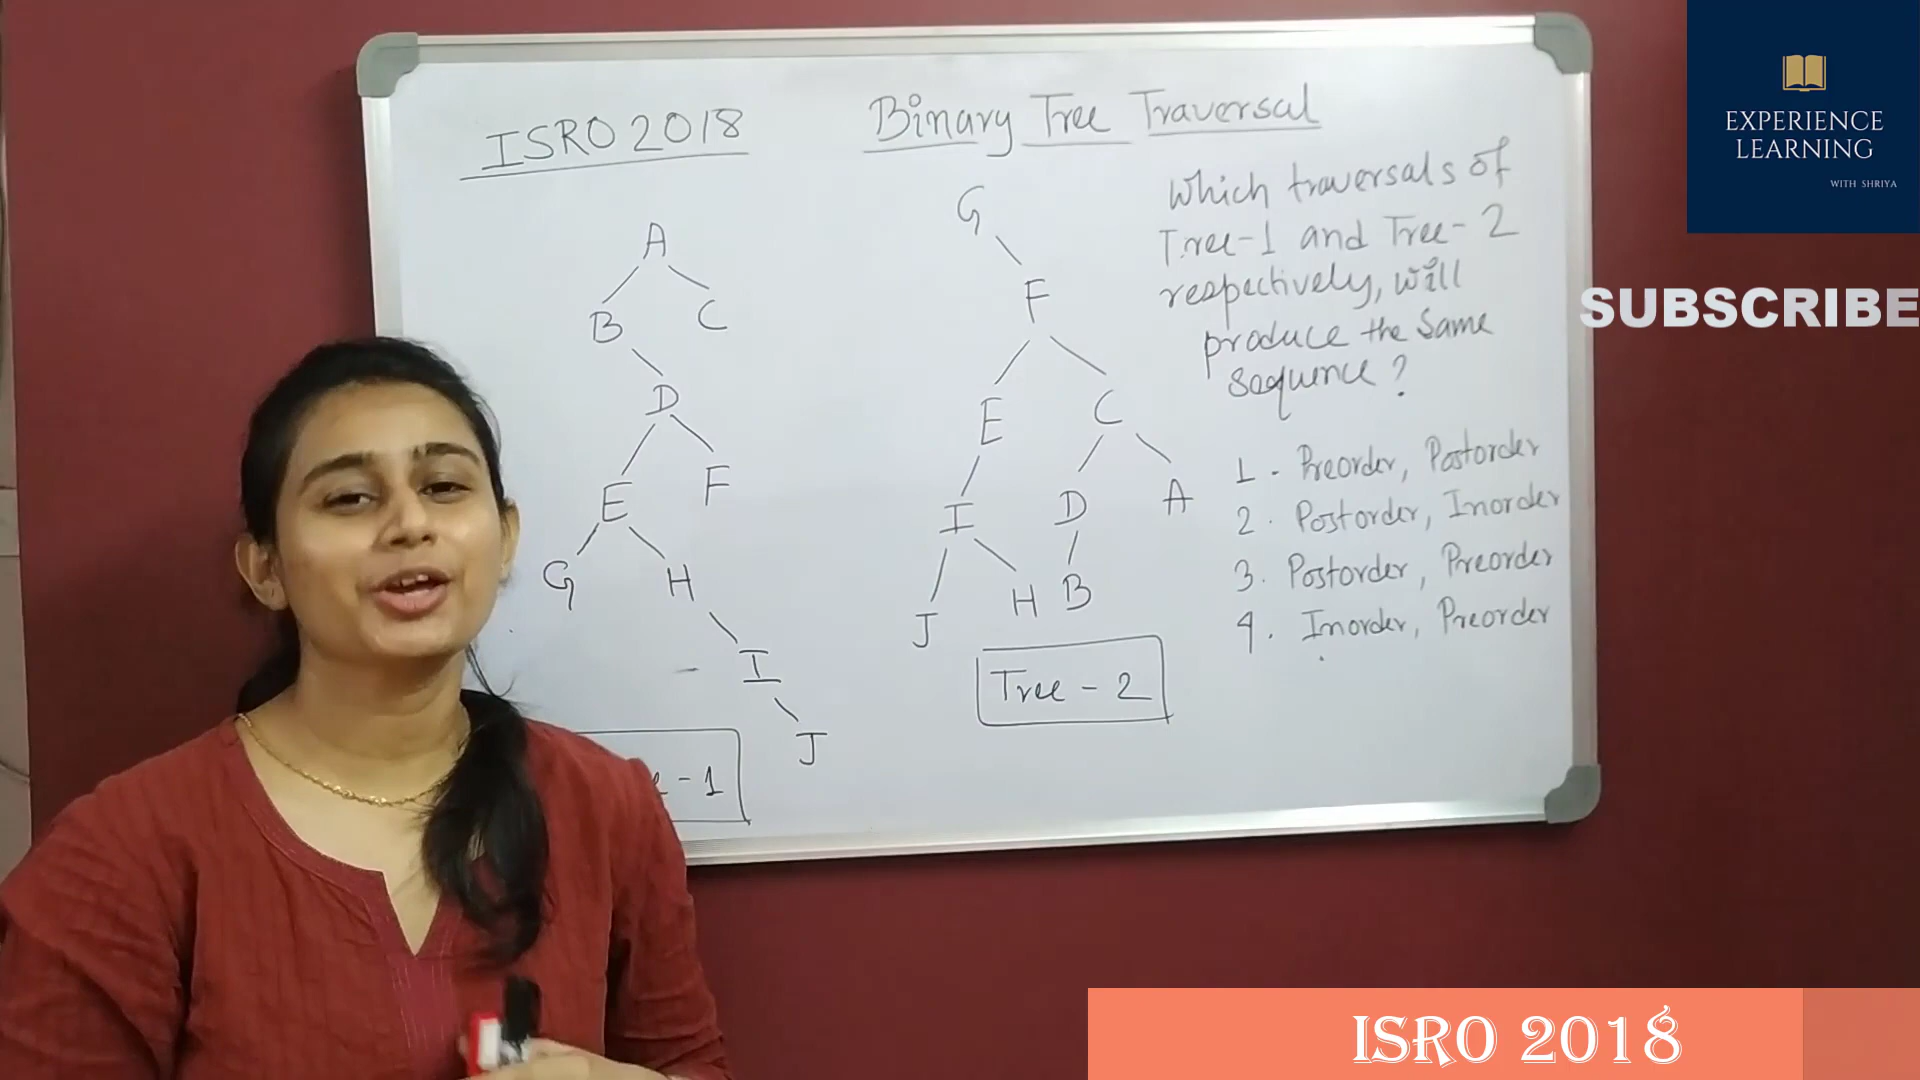 ISRO 2018
Binary Tree Traversal
A
B C
D
E F
G H
I
J
- 1
G
F
E C
I D A
J H B
Tree - 2
Which traversals of
Tree-1 and Tree-2
respectively, will
produce the same
sequence ?
1 - Preorder, Postorder
2. Postorder, Inorder
3. Postorder, Preorder
4. Inorder, Preorder
EXPERIENCE
LEARNING
WITH SHRIYA
SUBSCRIBE
ISRO 2018